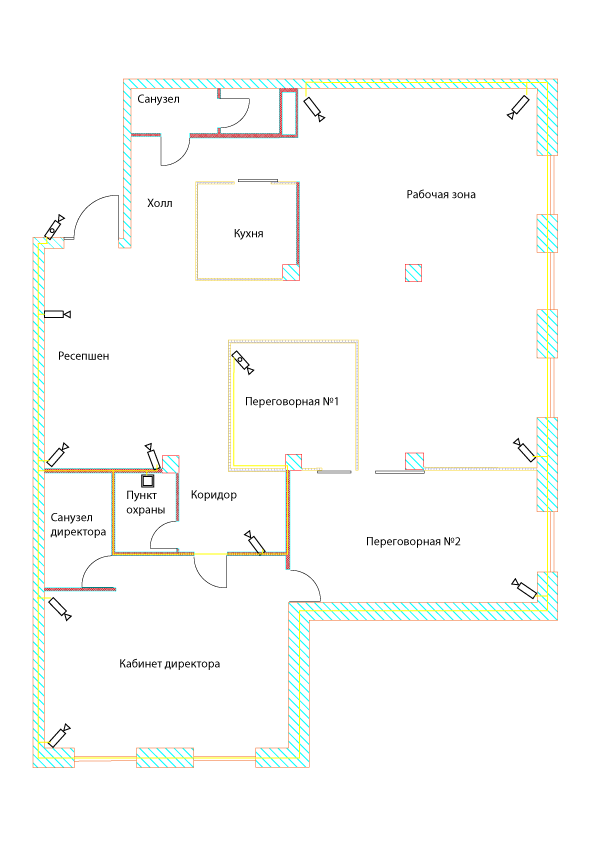 Санузел
Рабочая зона
Холл
Кухня
Ресепшен
Переговорная №1
Пункт
охраны
Коридор
Санузел
директора
Переговорная №2
Кабинет директора